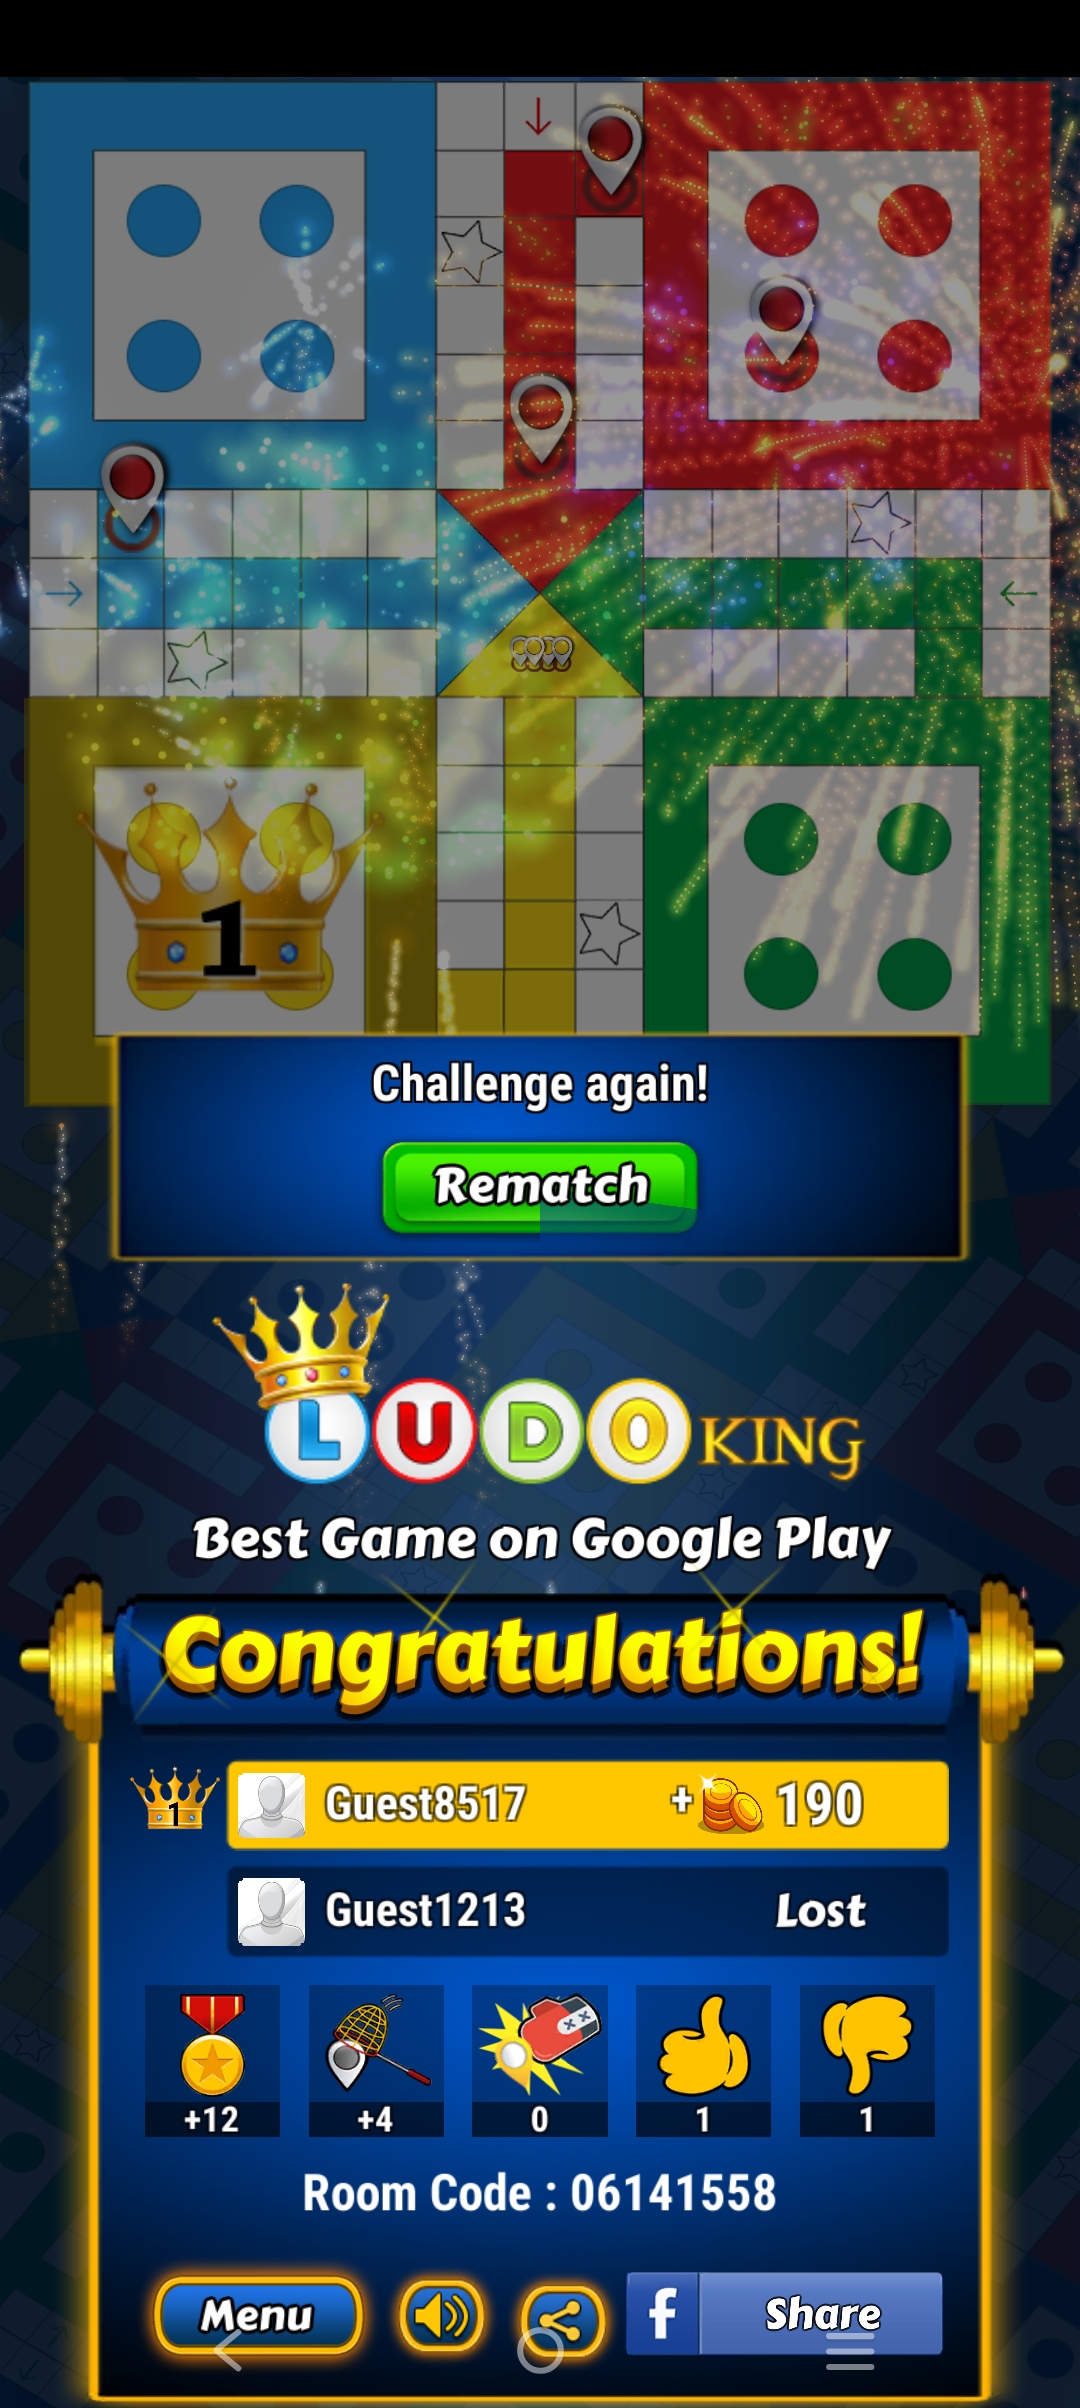 1
Challenge again!
Rematch
LUDO KING
Best Game on Google Play
Congratulations!
1 Guest8517 + 190
Guest1213 Lost
+12 +4 0 1 1
Room Code : 06141558
Menu f Share